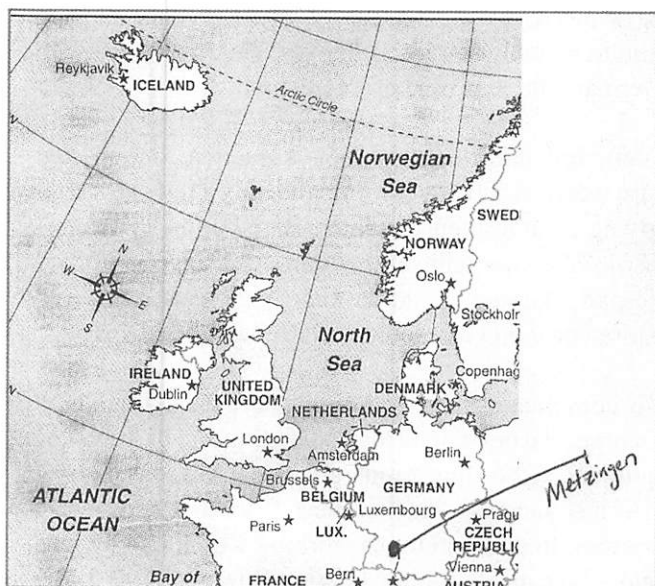 Reykjavik
ICELAND
Arctic Circle
Norwegian
Sea
SWED
NORWAY
Oslo
Stockholr
N
W
E
S
North
Sea
IRELAND
Dublin
UNITED
KINGDOM
DENMARK
Copenhag
NETHERLANDS
London
Amsterdam
Berlin
Brussels
BELGIUM
GERMANY
Metzingen
ATLANTIC
OCEAN
Paris
LUX.
Luxembourg
Pragu
CZECH
REPUBLIC
Vienna
Bay of
FRANCE
Bern
AUSTRIA